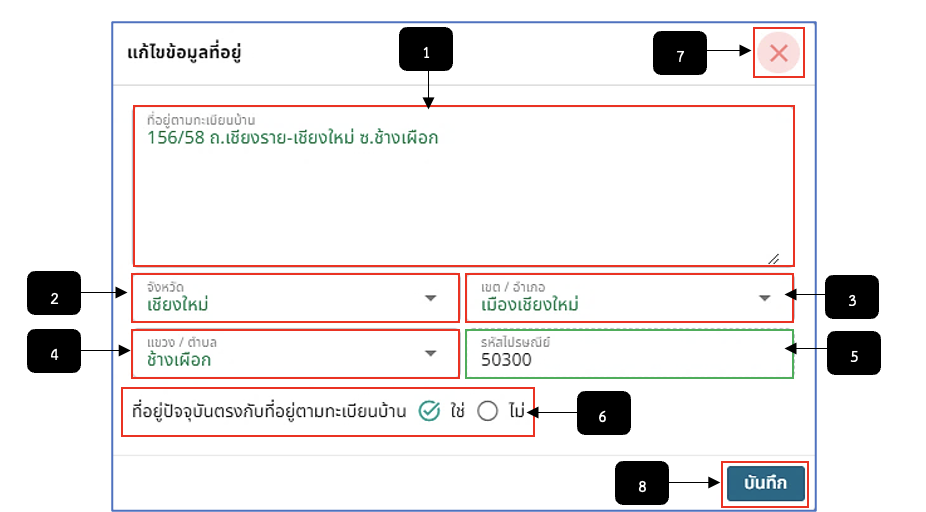 แก้ไขข้อมูลที่อยู่
1
7
ที่อยู่ตามทะเบียนบ้าน
156/58 ถ.เชียงราย-เชียงใหม่ ซ.ช้างเผือก
2
จังหวัด
เชียงใหม่
เขต / อำเภอ
เมืองเชียงใหม่
3
4
แขวง / ตำบล
ช้างเผือก
รหัสไปรษณีย์
50300
5
ที่อยู่ปัจจุบันตรงกับที่อยู่ตามทะเบียนบ้าน ใช่ ไม่
6
8
บันทึก